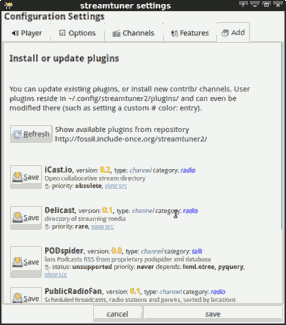 streamtuner settings
Configuration Settings
Player Options Channels Features Add
Install or update plugins
You can update existing plugins, or install new contrib/ channels. User
plugins reside in ~/.config/streamtuner2/plugins/ and can even be
modified there (such as setting a custom # color: entry).
Refresh
Show available plugins from repository
http://fossil.include-once.org/streamtuner2/
Save
iCast.io, version: 0.2, type: channel category: radio
Open collaborative stream directory
priority: obsolete, view src
Save
Delicast, version: 0.1, type: channel category: radio
directory of streaming media
priority: rare, view src
Save
PODspider, version: 0.0, type: channel category: talk
Lists Podcasts RSS from proprietary podspider database
status: unsupported priority: never depends: lxml.etree, pyquery,
view src
Save
PublicRadioFan, version: 0.1, type: channel category: radio
Scheduled broadcasts, radio stations and genres, sorted by locations
cancel save